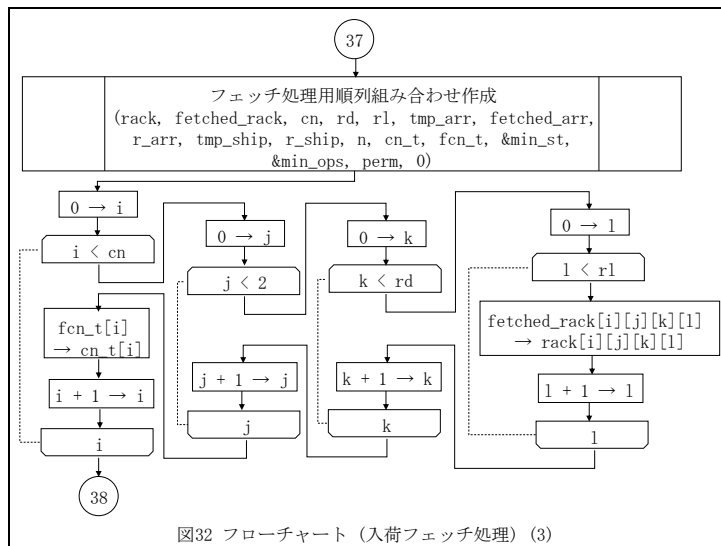 37
フェッチ処理用順列組み合わせ作成
(rack, fetched_rack, cn, rd, rl, tmp_arr, fetched_arr,
r_arr, tmp_ship, r_ship, n, cn_t, fcn_t, &min_st,
&min_ops, perm, 0)
0 → i
i < cn
0 → j
j < 2
0 → k
k < rd
0 → l
l < rl
fetched_rack[i][j][k][l]
→ rack[i][j][k][l]
l + 1 → l
l
k + 1 → k
k
j + 1 → j
j
fcn_t[i]
→ cn_t[i]
i + 1 → i
i
38
図32 フローチャート (入荷フェッチ処理) (3)